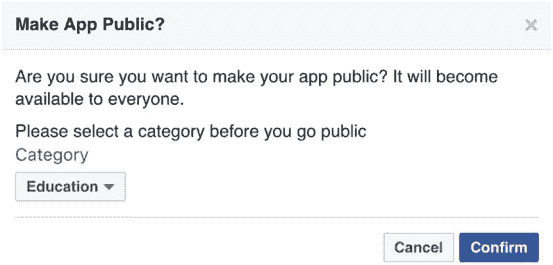 Make App Public?
Are you sure you want to make your app public? It will become
available to everyone.
Please select a category before you go public
Category
Education
Cancel Confirm